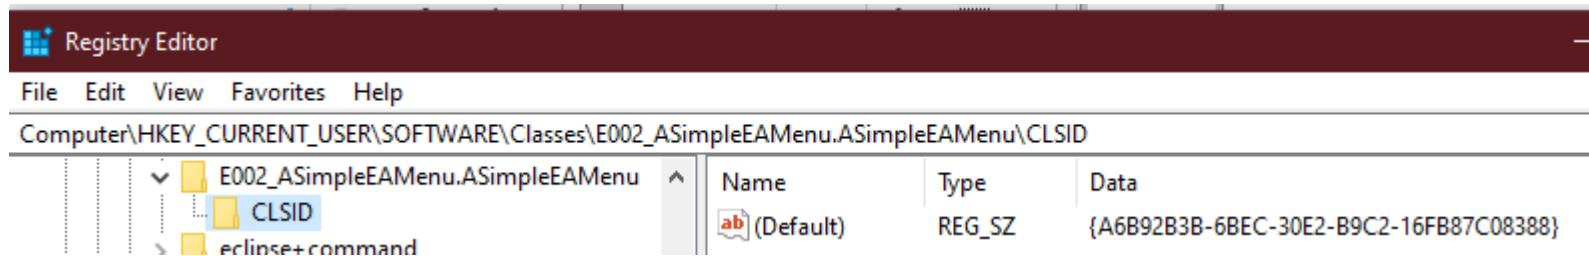 Registry Editor
File Edit View Favorites Help
Computer\HKEY_CURRENT_USER\SOFTWARE\Classes\E002_ASimpleEAMenu.ASimpleEAMenu\CLSID
E002_ASimpleEAMenu.ASimpleEAMenu
CLSID
eclipse+command
Name Type Data
ab (Default) REG_SZ {A6B92B3B-6BEC-30E2-B9C2-16FB87C08388}